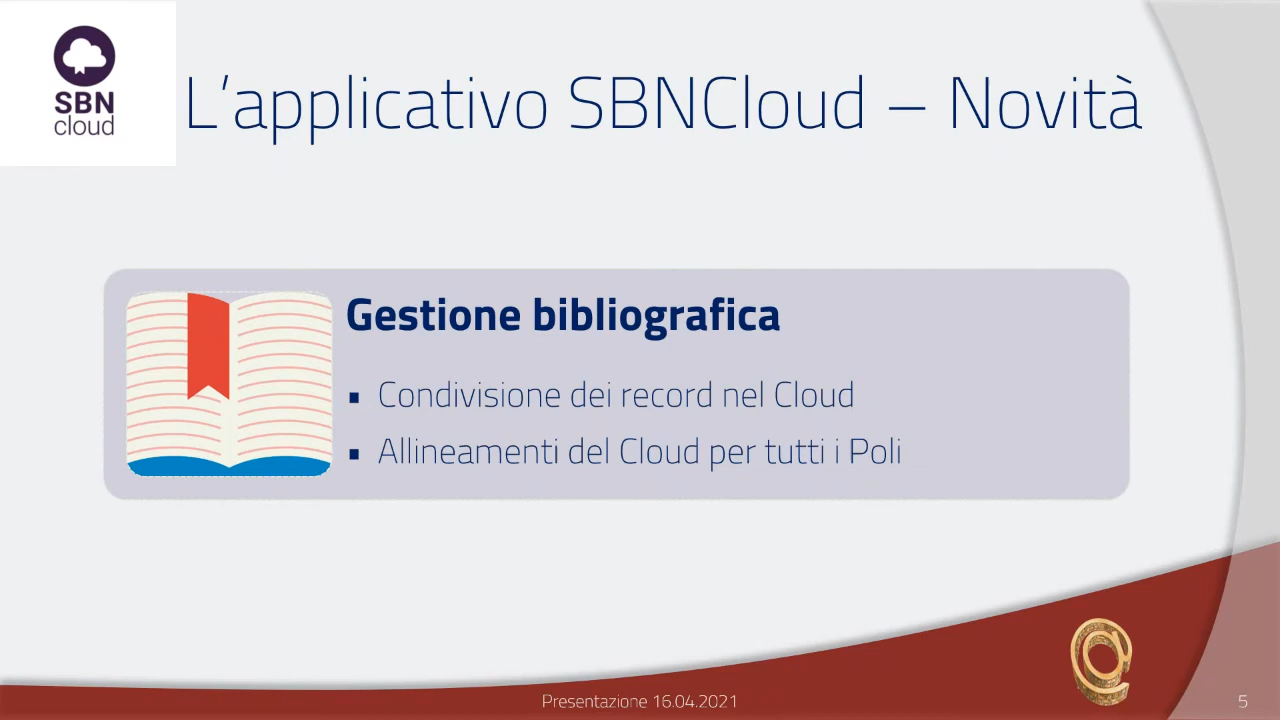 SBN
cloud
L’applicativo SBNCloud – Novità
Gestione bibliografica
▪ Condivisione dei record nel Cloud
▪ Allineamenti del Cloud per tutti i Poli
@
Presentazione 16.04.2021
5